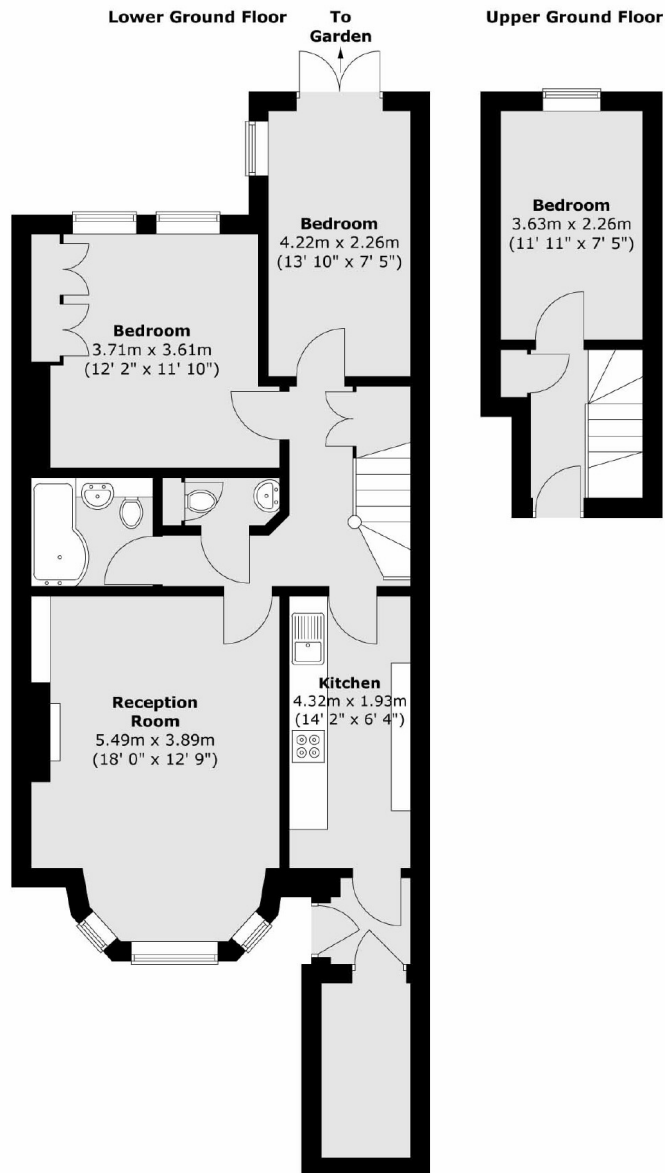 Lower Ground Floor
To
Garden
Upper Ground Floor
Bedroom
4.22m x 2.26m
(13' 10" x 7' 5")
Bedroom
3.63m x 2.26m
(11' 11" x 7' 5")
Bedroom
3.71m x 3.61m
(12' 2" x 11' 10")
Kitchen
4.32m x 1.93m
(14' 2" x 6' 4")
Reception
Room
5.49m x 3.89m
(18' 0" x 12' 9")